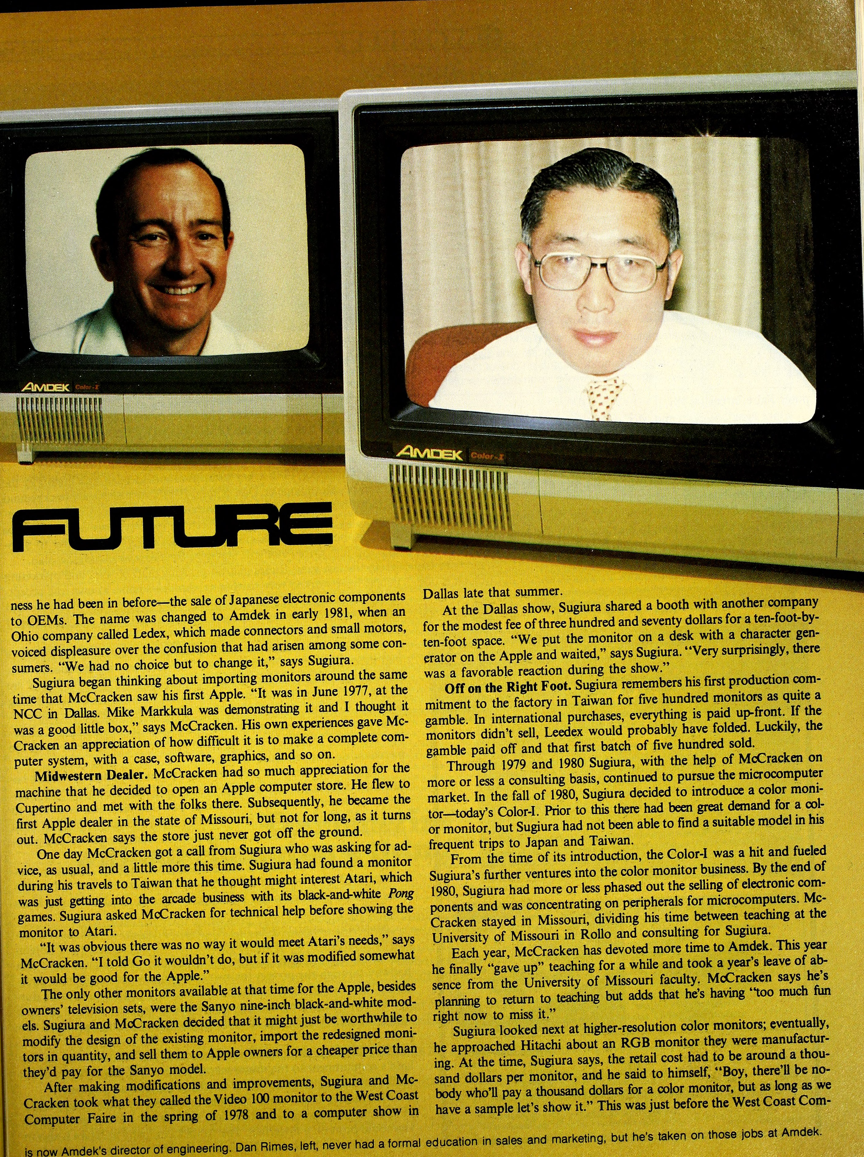 AMDEK Color-I
AMDEK Color-I
FUTURE
ness he had been in before—the sale of Japanese electronic components
to OEMs. The name was changed to Amdek in early 1981, when an
Ohio company called Ledex, which made connectors and small motors,
voiced displeasure over the confusion that had arisen among some con-
sumers. “We had no choice but to change it,” says Sugiura.
Sugiura began thinking about importing monitors around the same
time that McCracken saw his first Apple. “It was in June 1977, at the
NCC in Dallas. Mike Markkula was demonstrating it and I thought it
was a good little box,” says McCracken. His own experiences gave Mc-
Cracken an appreciation of how difficult it is to make a complete com-
puter system, with a case, software, graphics, and so on.
Midwestern Dealer. McCracken had so much appreciation for the
machine that he decided to open an Apple computer store. He flew to
Cupertino and met with the folks there. Subsequently, he became the
first Apple dealer in the state of Missouri, but not for long, as it turns
out. McCracken says the store just never got off the ground.
One day McCracken got a call from Sugiura who was asking for ad-
vice, as usual, and a little more this time. Sugiura had found a monitor
during his travels to Taiwan that he thought might interest Atari, which
was just getting into the arcade business with its black-and-white Pong
games. Sugiura asked McCracken for technical help before showing the
monitor to Atari.
“It was obvious there was no way it would meet Atari's needs,” says
McCracken. “I told Go it wouldn't do, but if it was modified somewhat
it would be good for the Apple.”
The only other monitors available at that time for the Apple, besides
owners' television sets, were the Sanyo nine-inch black-and-white mod-
els. Sugiura and McCracken decided that it might just be worthwhile to
modify the design of the existing monitor, import the redesigned moni-
tors in quantity, and sell them to Apple owners for a cheaper price than
they'd pay for the Sanyo model.
After making modifications and improvements, Sugiura and Mc-
Cracken took what they called the Video 100 monitor to the West Coast
Computer Faire in the spring of 1978 and to a computer show in
Dallas late that summer.
At the Dallas show, Sugiura shared a booth with another company
for the modest fee of three hundred and seventy dollars for a ten-foot-by-
ten-foot space. “We put the monitor on a desk with a character gen-
erator on the Apple and waited,” says Sugiura. “Very surprisingly, there
was a favorable reaction during the show.”
Off on the Right Foot. Sugiura remembers his first production com-
mitment to the factory in Taiwan for five hundred monitors as quite a
gamble. In international purchases, everything is paid up-front. If the
monitors didn't sell, Leedex would probably have folded. Luckily, the
gamble paid off and that first batch of five hundred sold.
Through 1979 and 1980 Sugiura, with the help of McCracken on
more or less a consulting basis, continued to pursue the microcomputer
market. In the fall of 1980, Sugiura decided to introduce a color moni-
tor—today's Color-I. Prior to this there had been great demand for a col-
or monitor, but Sugiura had not been able to find a suitable model in his
frequent trips to Japan and Taiwan.
From the time of its introduction, the Color-I was a hit and fueled
Sugiura's further ventures into the color monitor business. By the end of
1980, Sugiura had more or less phased out the selling of electronic com-
ponents and was concentrating on peripherals for microcomputers. Mc-
Cracken stayed in Missouri, dividing his time between teaching at the
University of Missouri in Rollo and consulting for Sugiura.
Each year, McCracken has devoted more time to Amdek. This year
he finally “gave up” teaching for a while and took a year's leave of ab-
sence from the University of Missouri faculty. McCracken says he's
planning to return to teaching but adds that he's having “too much fun
right now to miss it.”
Sugiura looked next at higher-resolution color monitors; eventually,
he approached Hitachi about an RGB monitor they were manufactur-
ing. At the time, Sugiura says, the retail cost had to be around a thou-
sand dollars per monitor, and he said to himself, “Boy, there'll be no-
body who'll pay a thousand dollars for a color monitor, but as long as we
have a sample let's show it.” This was just before the West Coast Com-
is now Amdek's director of engineering. Dan Rimes, left, never had a formal education in sales and marketing, but he's taken on those jobs at Amdek.